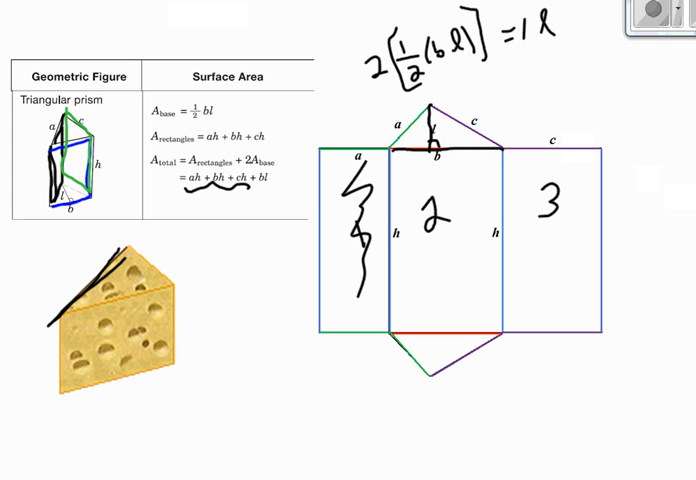 2[1/2(bl)] = 1l
Geometric Figure
Surface Area
Triangular prism
a
c
h
l
b
A_base = 1/2 bl
A_rectangles = ah + bh + ch
A_total = A_rectangles + 2A_base
= ah + bh + ch + bl
a
c
a
b
c
h
h
2
3